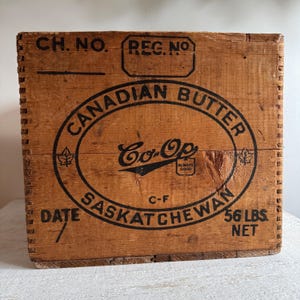 CH. NO. REG. Nº
CANADIAN BUTTER
Co-Op
C-F
SASKATCHEWAN
DATE
56 LBS.
NET